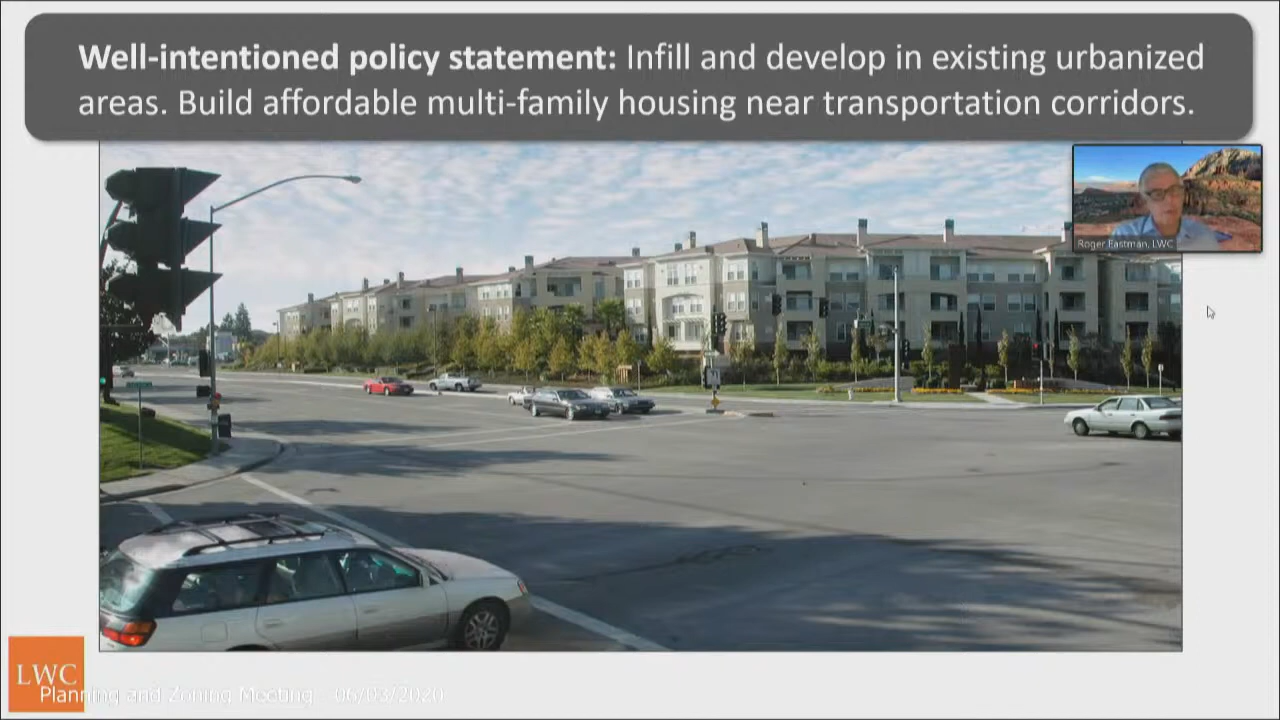 Well-intentioned policy statement: Infill and develop in existing urbanized
areas. Build affordable multi-family housing near transportation corridors.
Roger Eastman, LWC
LWC
Planning and Zoning Meeting - 06/03/2020